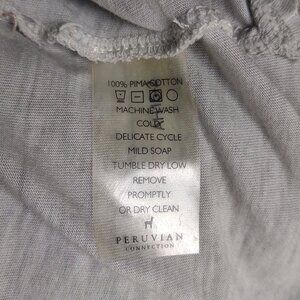 100% PIMA COTTON
MACHINE WASH
COLD
DELICATE CYCLE
MILD SOAP
TUMBLE DRY LOW
REMOVE
PROMPTLY
OR DRY CLEAN
PERUVIAN
CONNECTION